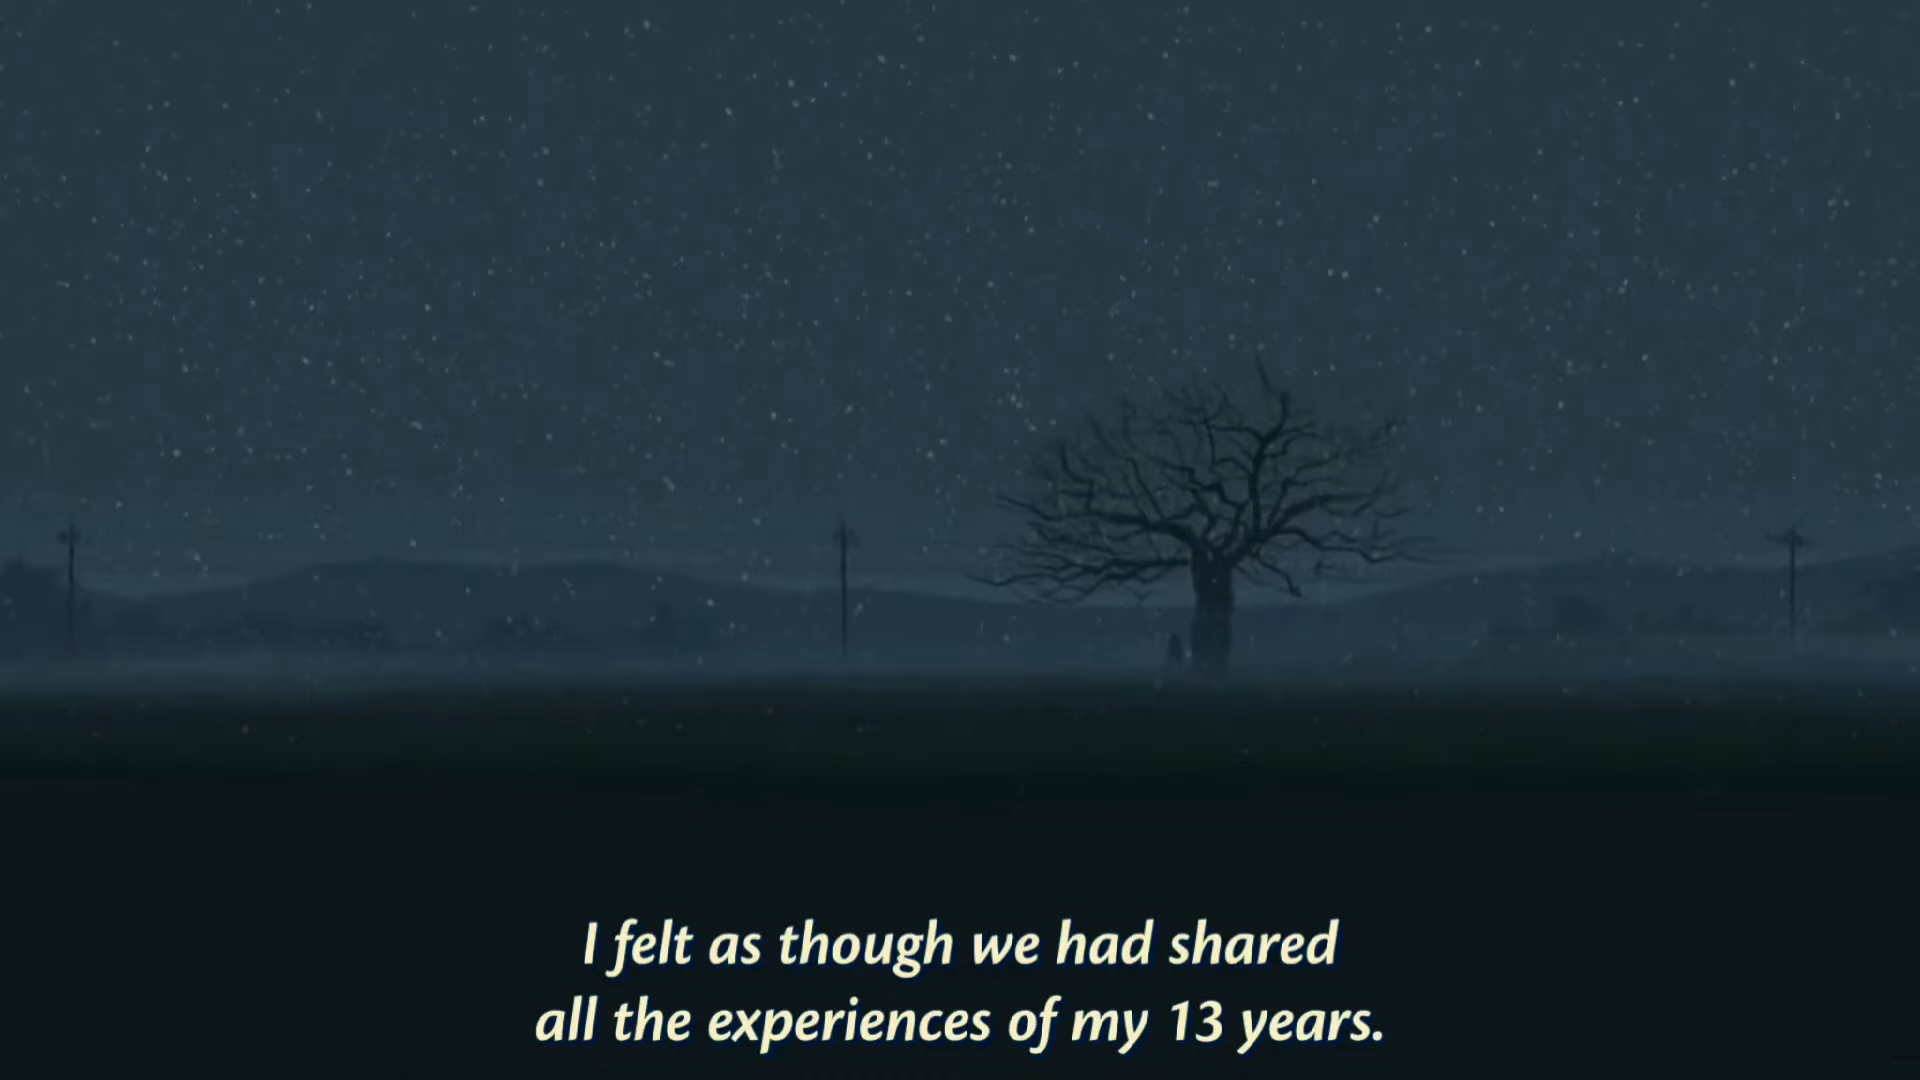 I felt as though we had shared
all the experiences of my 13 years.